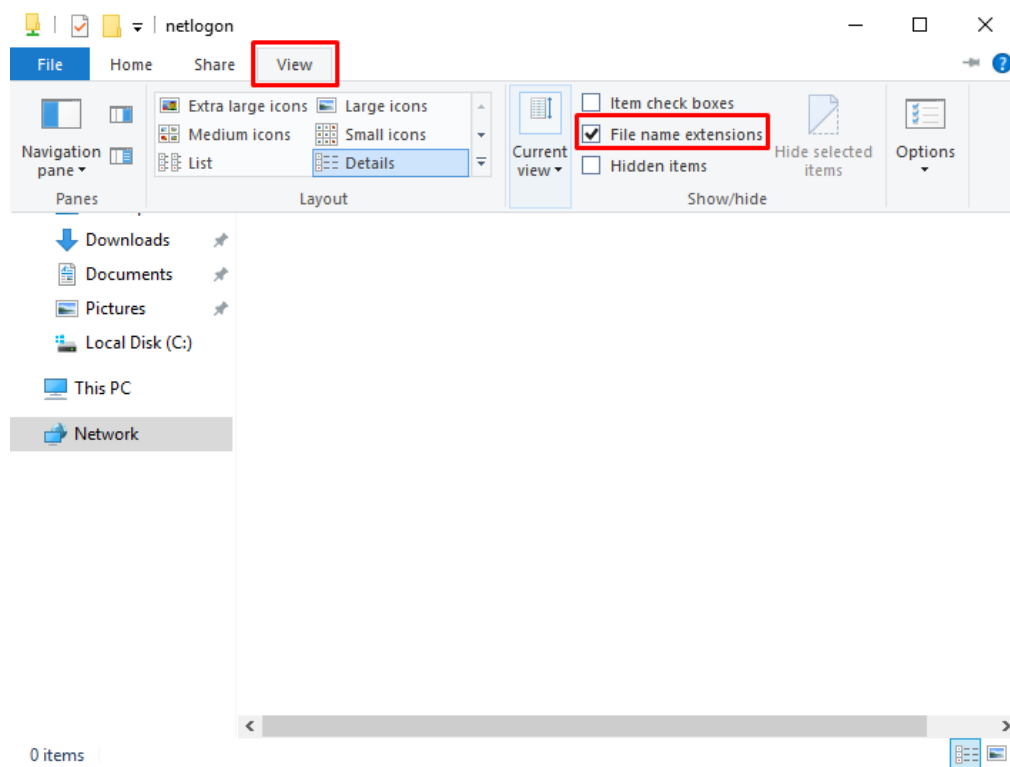 netlogon
File Home Share View
Extra large icons Large icons
Medium icons Small icons
List Details
Navigation
pane
Panes
Layout
Current
view
Item check boxes
File name extensions
Hidden items
Hide selected
items
Show/hide
Options
Downloads
Documents
Pictures
Local Disk (C:)
This PC
Network
0 items